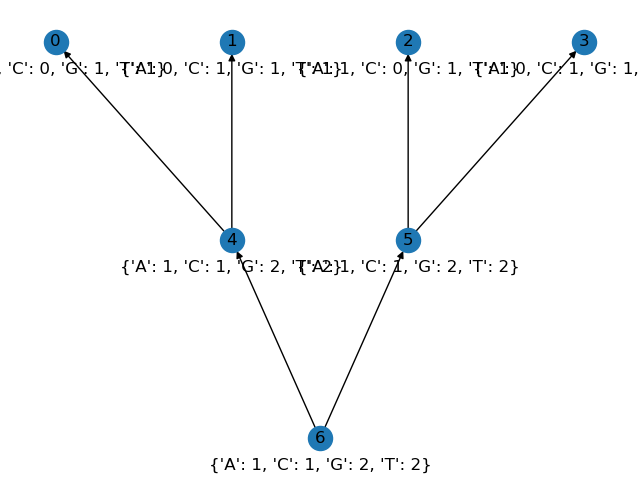 0 1 2 3
, 'C': 0, 'G': 1, 'T': 1} {'A': 0, 'C': 1, 'G': 1, 'T': 1} {'A': 1, 'C': 0, 'G': 1, 'T': 1} {'A': 0, 'C': 1, 'G': 1,
4 5
{'A': 1, 'C': 1, 'G': 2, 'T': 2} {'A': 1, 'C': 1, 'G': 2, 'T': 2}
6
{'A': 1, 'C': 1, 'G': 2, 'T': 2}